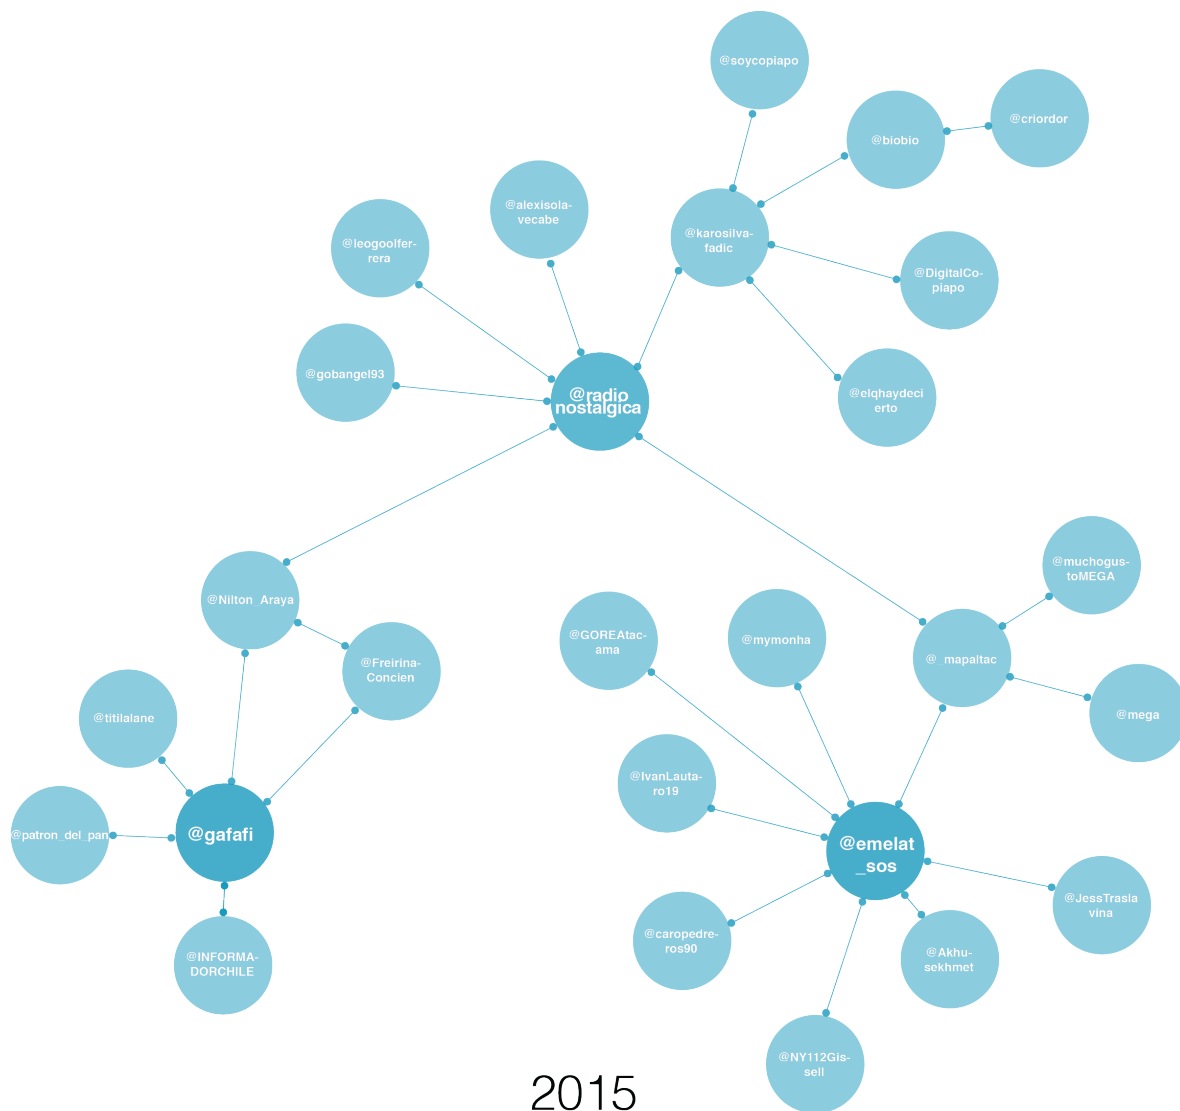 @soycopiapo
@biobio
@criordor
@alexisola-
vecabe
@karosilva-
fadic
@leogoolfer-
rera
@DigitalCo-
piapo
@gobangel93
@radio
nostalgica
@elqhaydeci
erto
@muchogus-
toMEGA
@Nilton_Araya
@GOREAtac-
ama
@mymonha
@_mapaltac
@Freirina-
Concien
@titilalane
@mega
@IvanLauta-
ro19
@patron_del_pan
@gafafi
@emelat
_sos
@JessTrasla
vina
@caropedre-
ros90
@Akhu-
sekhmet
@INFORMA-
DORCHILE
@NY112Gis-
sell
2015